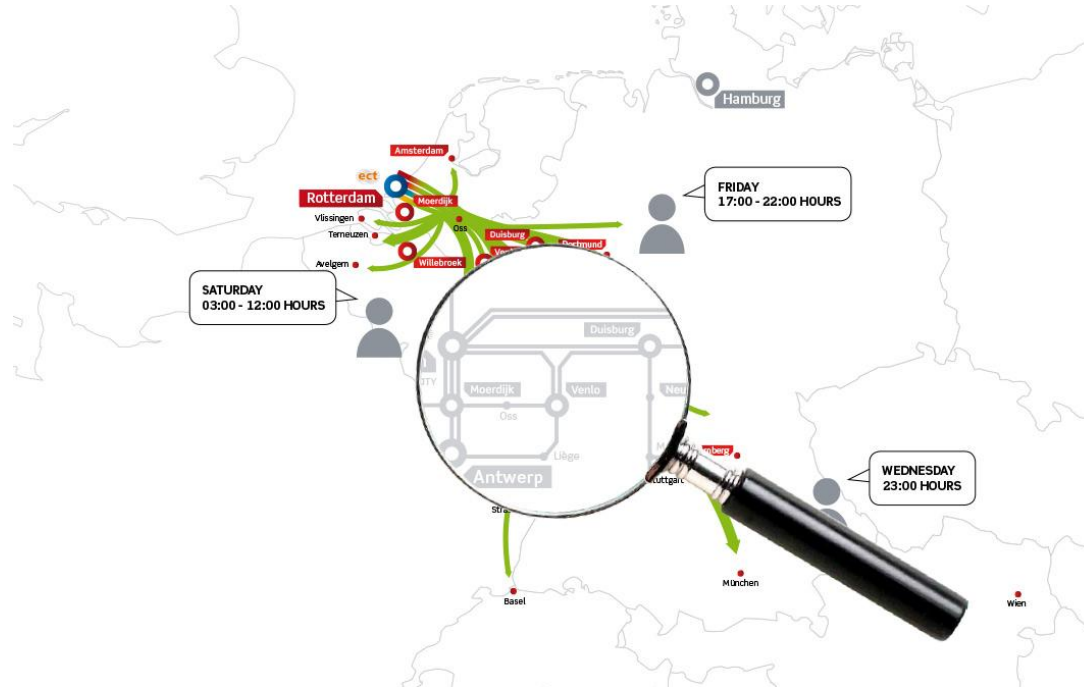 Hamburg
Amsterdam
ect
Rotterdam
Moerdijk
Vlissingen
Oss
Terneuzen
Duisburg
Dortmund
Willebroek
Avelgem
FRIDAY
17:00 - 22:00 HOURS
SATURDAY
03:00 - 12:00 HOURS
Duisburg
Moerdijk
Venlo
Oss
Liège
Antwerp
WEDNESDAY
23:00 HOURS
Basel
München
Wien